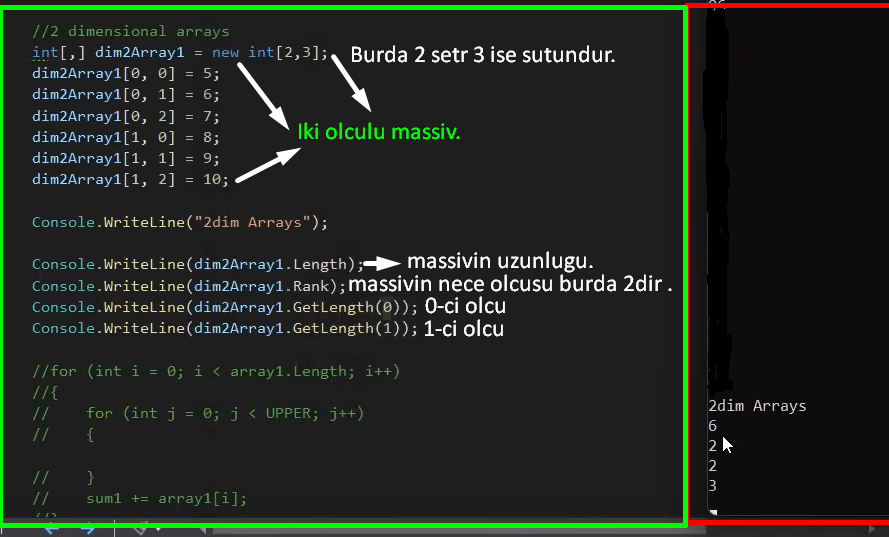 //2 dimensional arrays
int[,] dim2Array1 = new int[2,3]; Burda 2 setr 3 ise sutundur.
dim2Array1[0, 0] = 5;
dim2Array1[0, 1] = 6;
dim2Array1[0, 2] = 7;
dim2Array1[1, 0] = 8;
Iki olculu massiv.
dim2Array1[1, 1] = 9;
dim2Array1[1, 2] = 10;
Console.WriteLine("2dim Arrays");
Console.WriteLine(dim2Array1.Length); massivin uzunlugu.
Console.WriteLine(dim2Array1.Rank); massivin nece olcusu burda 2dir .
Console.WriteLine(dim2Array1.GetLength(0)); 0-ci olcu
Console.WriteLine(dim2Array1.GetLength(1)); 1-ci olcu
//for (int i = 0; i < array1.Length; i++)
//{
//    for (int j = 0; j < UPPER; j++)
//    {
//    }
//    sum1 += array1[i];
2dim Arrays
6
2
2
3